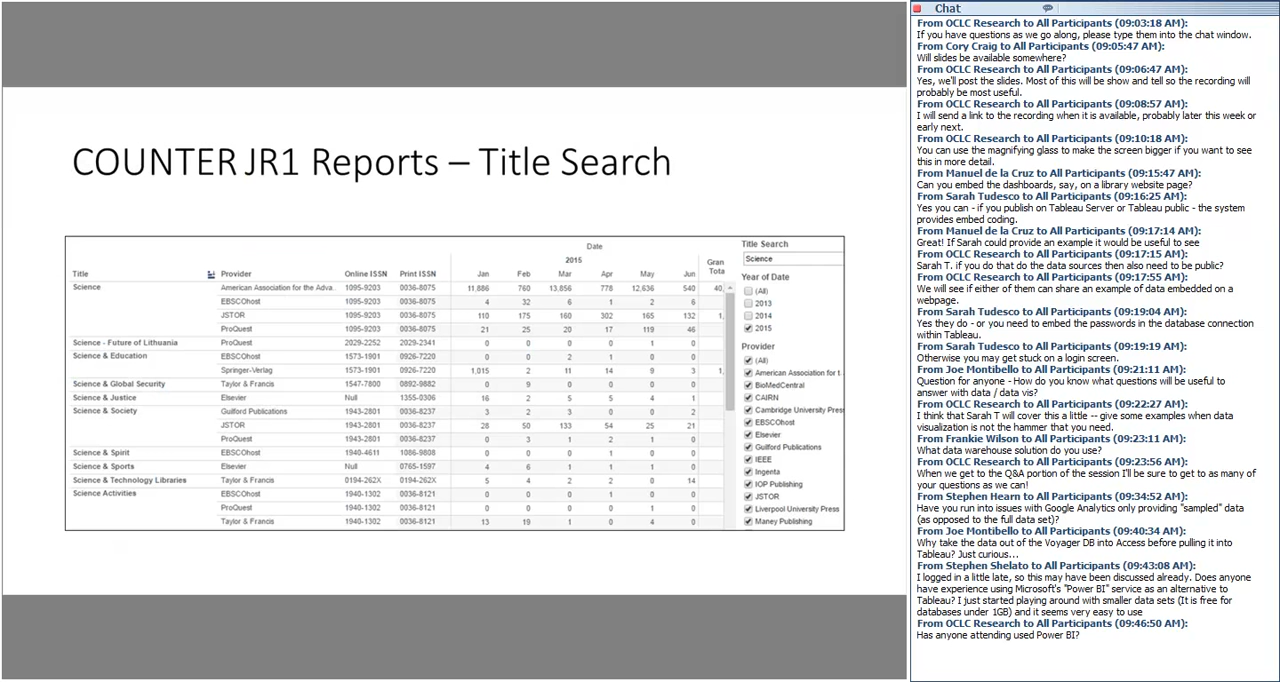 COUNTER JR1 Reports – Title Search
Date
2015
Title Provider Online ISSN Print ISSN Jan Feb Mar Apr May Jun Gran Tota
Science American Association for the Adva. 1095-9203 0036-8075 11,886 760 13,856 778 12,636 540 40,
EBSCOhost 1095-9203 0036-8075 4 32 6 1 2 6
JSTOR 1095-9203 0036-8075 110 175 160 302 165 132 1,
ProQuest 1095-9203 0036-8075 21 25 20 17 119 46
Science - Future of Lithuania ProQuest 2029-2252 2029-2341 0 0 0 0 1 0
Science & Education EBSCOhost 1573-1901 0926-7220 0 0 2 1 0 0
Springer-Verlag 1573-1901 0926-7220 1,015 2 11 14 9 3 1,
Science & Global Security Taylor & Francis 1547-7800 0892-9882 0 9 0 0 0 0
Science & Justice Elsevier Null 1355-0306 16 2 5 5 4 1
Science & Society Guilford Publications 1943-2801 0036-8237 3 2 3 0 0 2
JSTOR 1943-2801 0036-8237 28 50 133 54 25 21
ProQuest 1943-2801 0036-8237 0 3 1 2 1 0
Science & Spirit EBSCOhost 1940-4611 1086-9808 0 0 0 1 0 0
Science & Sports Elsevier Null 0765-1597 4 6 1 1 1 0
Science & Technology Libraries Taylor & Francis 0194-262X 0194-262X 5 4 2 2 0 14
Science Activities EBSCOhost 1940-1302 0036-8121 0 0 0 1 0 0
ProQuest 1940-1302 0036-8121 0 0 0 0 1 0
Taylor & Francis 1940-1302 0036-8121 13 19 1 0 4 0
Title Search
Science
Year of Date
(All)
2013
2014
2015
Provider
(All)
American Association for t.
BioMedCentral
CAIRN
Cambridge University Press
EBSCOhost
Elsevier
Guilford Publications
IEEE
Ingenta
IOP Publishing
JSTOR
Liverpool University Press
Maney Publishing
Chat
From OCLC Research to All Participants (09:03:18 AM):
If you have questions as we go along, please type them into the chat window.
From Cory Craig to All Participants (09:05:47 AM):
Will slides be available somewhere?
From OCLC Research to All Participants (09:06:47 AM):
Yes, we'll post the slides. Most of this will be show and tell so the recording will
probably be most useful.
From OCLC Research to All Participants (09:08:57 AM):
I will send a link to the recording when it is available, probably later this week or
early next.
From OCLC Research to All Participants (09:10:18 AM):
You can use the magnifying glass to make the screen bigger if you want to see
this in more detail.
From Manuel de la Cruz to All Participants (09:15:47 AM):
Can you embed the dashboards, say, on a library website page?
From Sarah Tudesco to All Participants (09:16:25 AM):
Yes you can - if you publish on Tableau Server or Tableau public - the system
provides embed coding.
From Manuel de la Cruz to All Participants (09:17:14 AM):
Great! If Sarah could provide an example it would be useful to see
From OCLC Research to All Participants (09:17:15 AM):
Sarah T. if you do that do the data sources then also need to be public?
From OCLC Research to All Participants (09:17:55 AM):
We will see if either of them can share an example of data embedded on a
webpage.
From Sarah Tudesco to All Participants (09:19:04 AM):
Yes they do - or you need to embed the passwords in the database connection
within Tableau.
From Sarah Tudesco to All Participants (09:19:19 AM):
Otherwise you may get stuck on a login screen.
From Joe Montibello to All Participants (09:21:11 AM):
Question for anyone - How do you know what questions will be useful to
answer with data / data vis?
From OCLC Research to All Participants (09:22:27 AM):
I think that Sarah T will cover this a little -- give some examples when data
visualization is not the hammer that you need.
From Frankie Wilson to All Participants (09:23:11 AM):
What data warehouse solution do you use?
From OCLC Research to All Participants (09:23:56 AM):
When we get to the Q&A portion of the session I'll be sure to get to as many of
your questions as we can!
From Stephen Hearn to All Participants (09:34:52 AM):
Have you run into issues with Google Analytics only providing "sampled" data
(as opposed to the full data set)?
From Joe Montibello to All Participants (09:40:34 AM):
Why take the data out of the Voyager DB into Access before pulling it into
Tableau? Just curious...
From Stephen Shelato to All Participants (09:43:08 AM):
I logged in a little late, so this may have been discussed already. Does anyone
have experience using Microsoft's "Power BI" service as an alternative to
Tableau? I just started playing around with smaller data sets (It is free for
databases under 1GB) and it seems very easy to use
From OCLC Research to All Participants (09:46:50 AM):
Has anyone attending used Power BI?